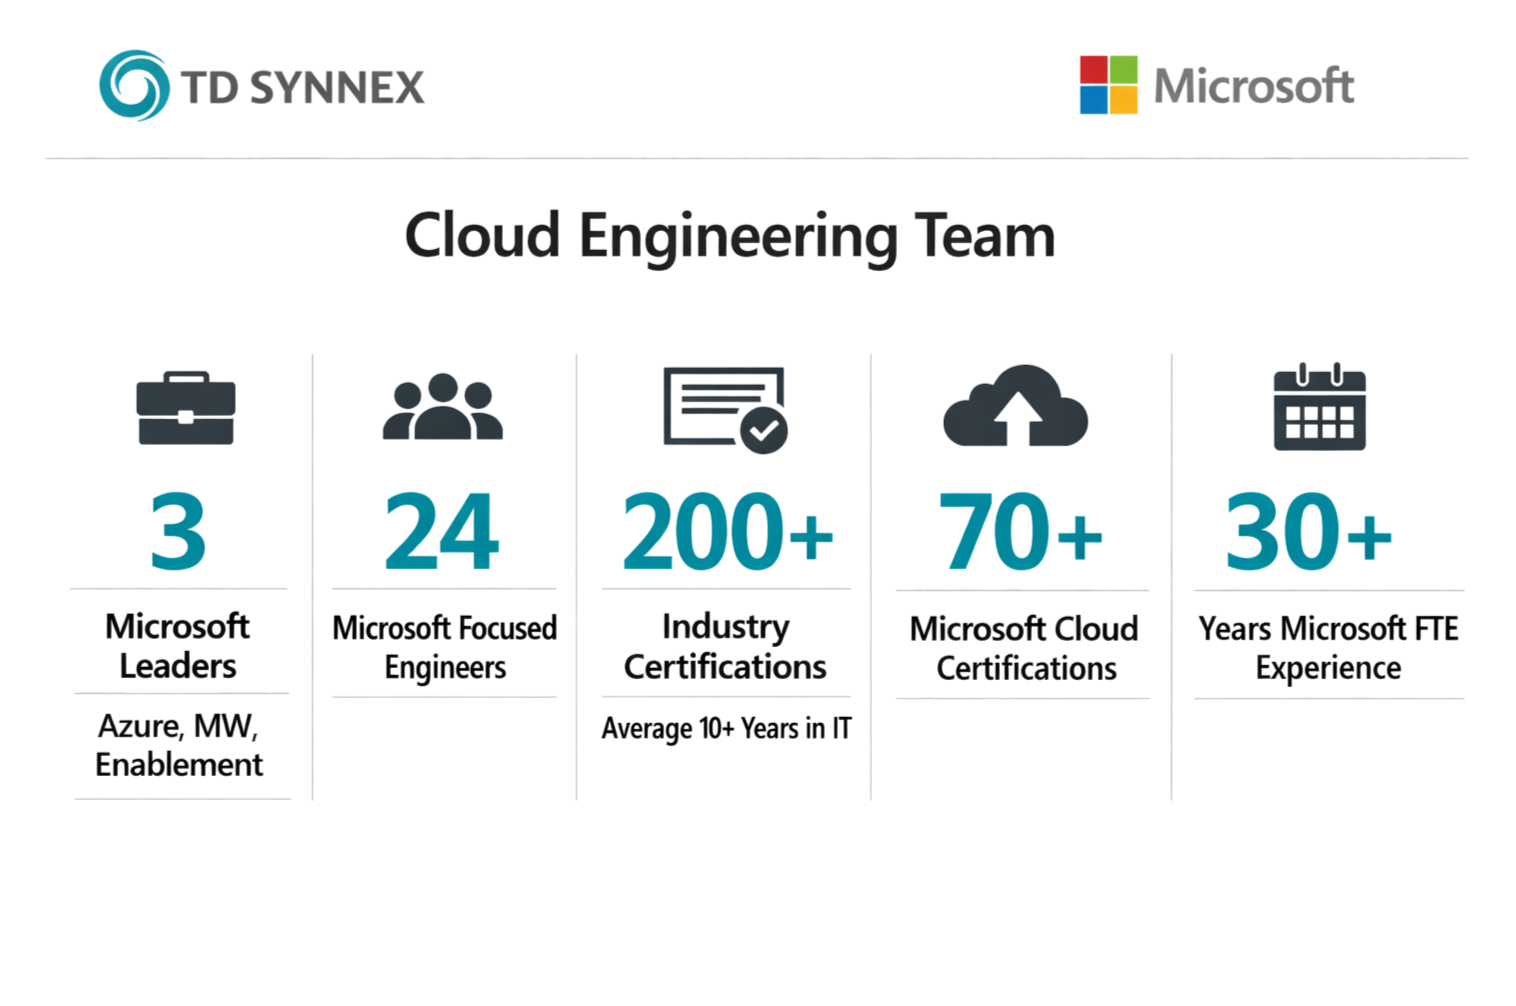 TD SYNNEX
Microsoft
Cloud Engineering Team
3
Microsoft
Leaders
Azure, MW,
Enablement
24
Microsoft Focused
Engineers
200+
Industry
Certifications
Average 10+ Years in IT
70+
Microsoft Cloud
Certifications
30+
Years Microsoft FTE
Experience